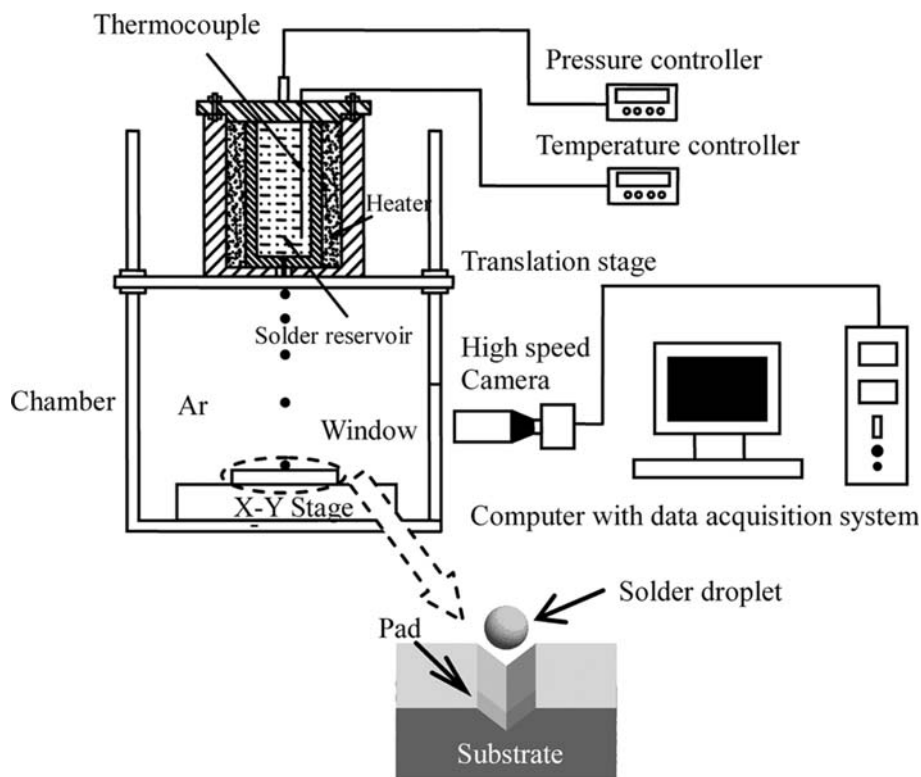 Thermocouple
Pressure controller
Temperature controller
Heater
Translation stage
Solder reservoir
High speed
Camera
Chamber
Ar
Window
X-Y Stage
Computer with data acquisition system
Solder droplet
Pad
Substrate